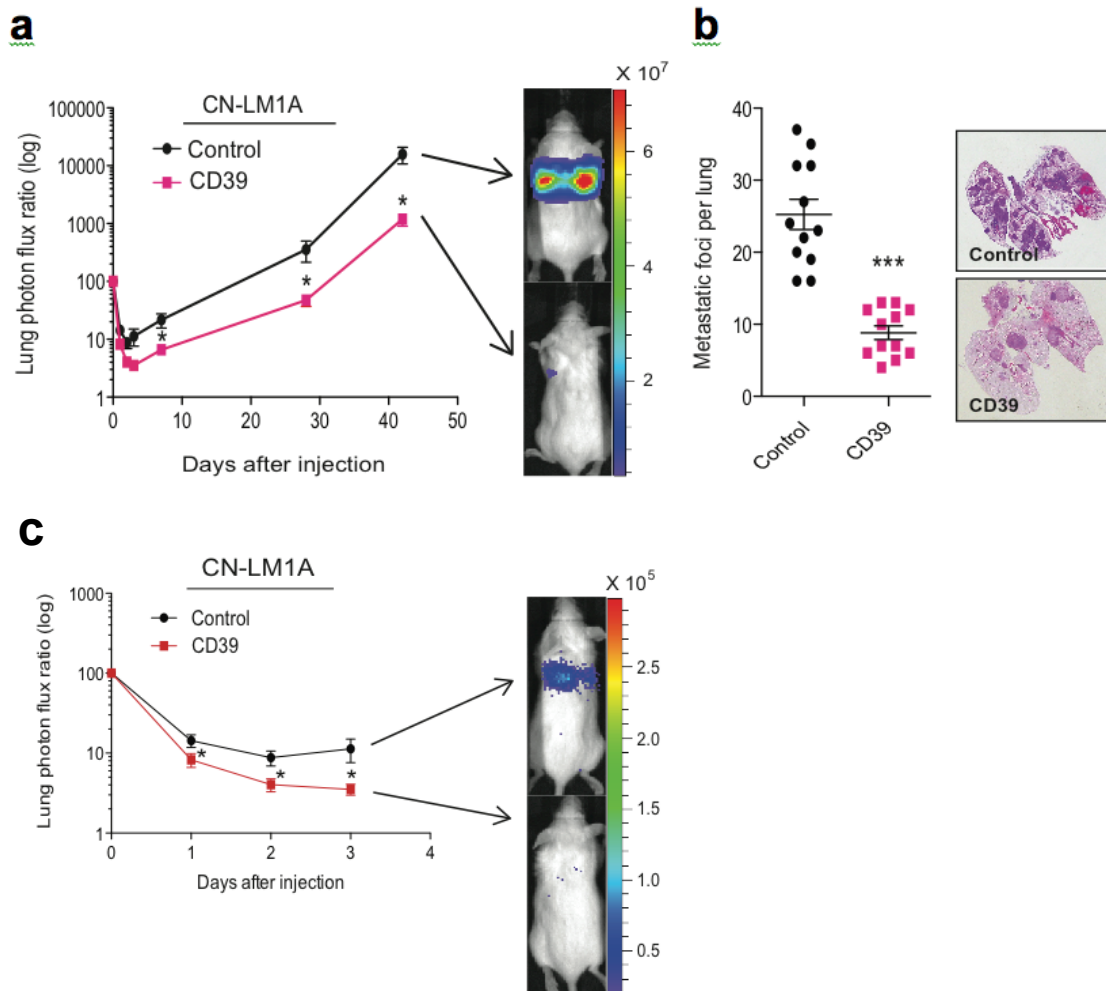 a
CN-LM1A
Control
CD39
Lung photon flux ratio (log)
100000
10000
1000
100
10
1
0 10 20 30 40 50
Days after injection
*
*
*
X 10⁷
6
4
2
b
Metastatic foci per lung
40
30
20
10
0
***
Control
CD39
Control
CD39
c
CN-LM1A
Control
CD39
Lung photon flux ratio (log)
1000
100
10
1
0 1 2 3 4
Days after injection
*
*
*
X 10⁵
2.5
2.0
1.5
1.0
0.5